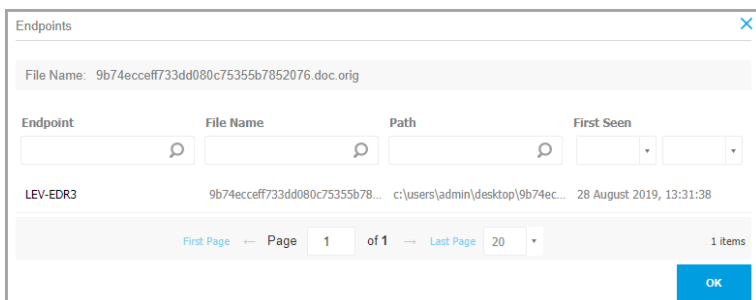 Endpoints
File Name: 9b74ecceff733dd080c75355b7852076.doc.orig
Endpoint File Name Path First Seen
LEV-EDR3 9b74ecceff733dd080c75355b78... c:\users\admin\desktop\9b74ec... 28 August 2019, 13:31:38
First Page ← Page 1 of 1 → Last Page 20 1 items
OK